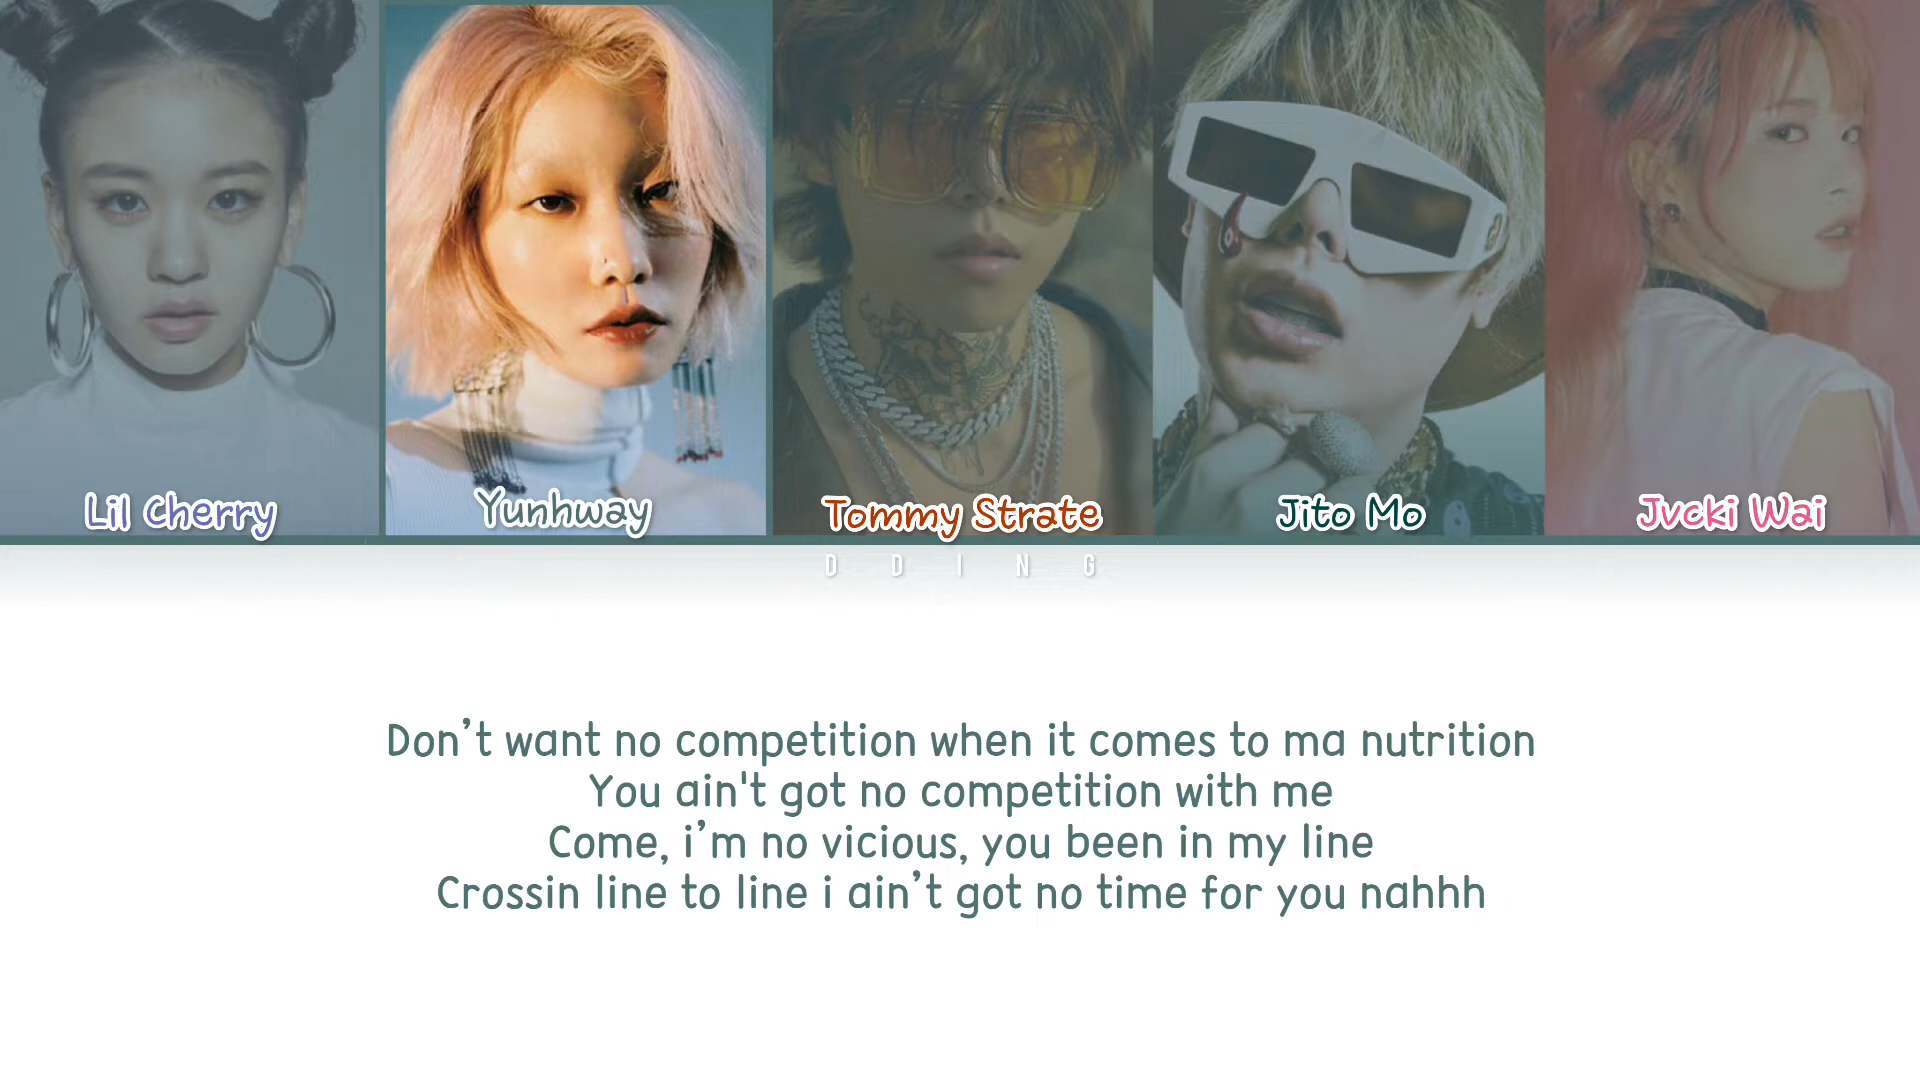 Lil Cherry
Yunhway
Tommy Strate
Jito Mo
Jvcki Wai
DDING
Don’t want no competition when it comes to ma nutrition
You ain't got no competition with me
Come, i’m no vicious, you been in my line
Crossin line to line i ain’t got no time for you nahhh